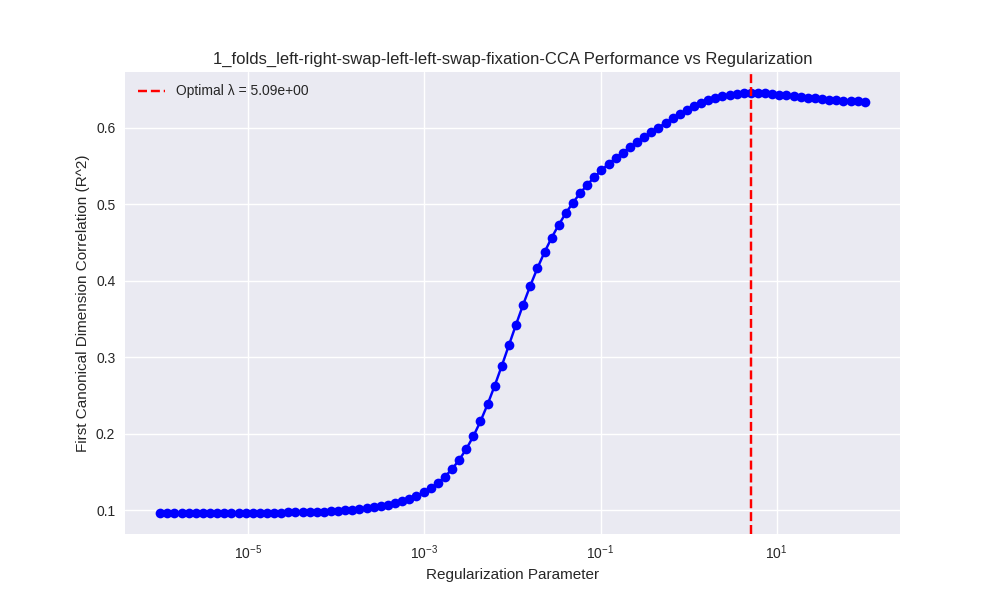 1_folds_left-right-swap-left-left-swap-fixation-CCA Performance vs Regularization
Optimal λ = 5.09e+00
First Canonical Dimension Correlation (R^2)
0.6
0.5
0.4
0.3
0.2
0.1
10⁻⁵
10⁻³
10⁻¹
10¹
Regularization Parameter